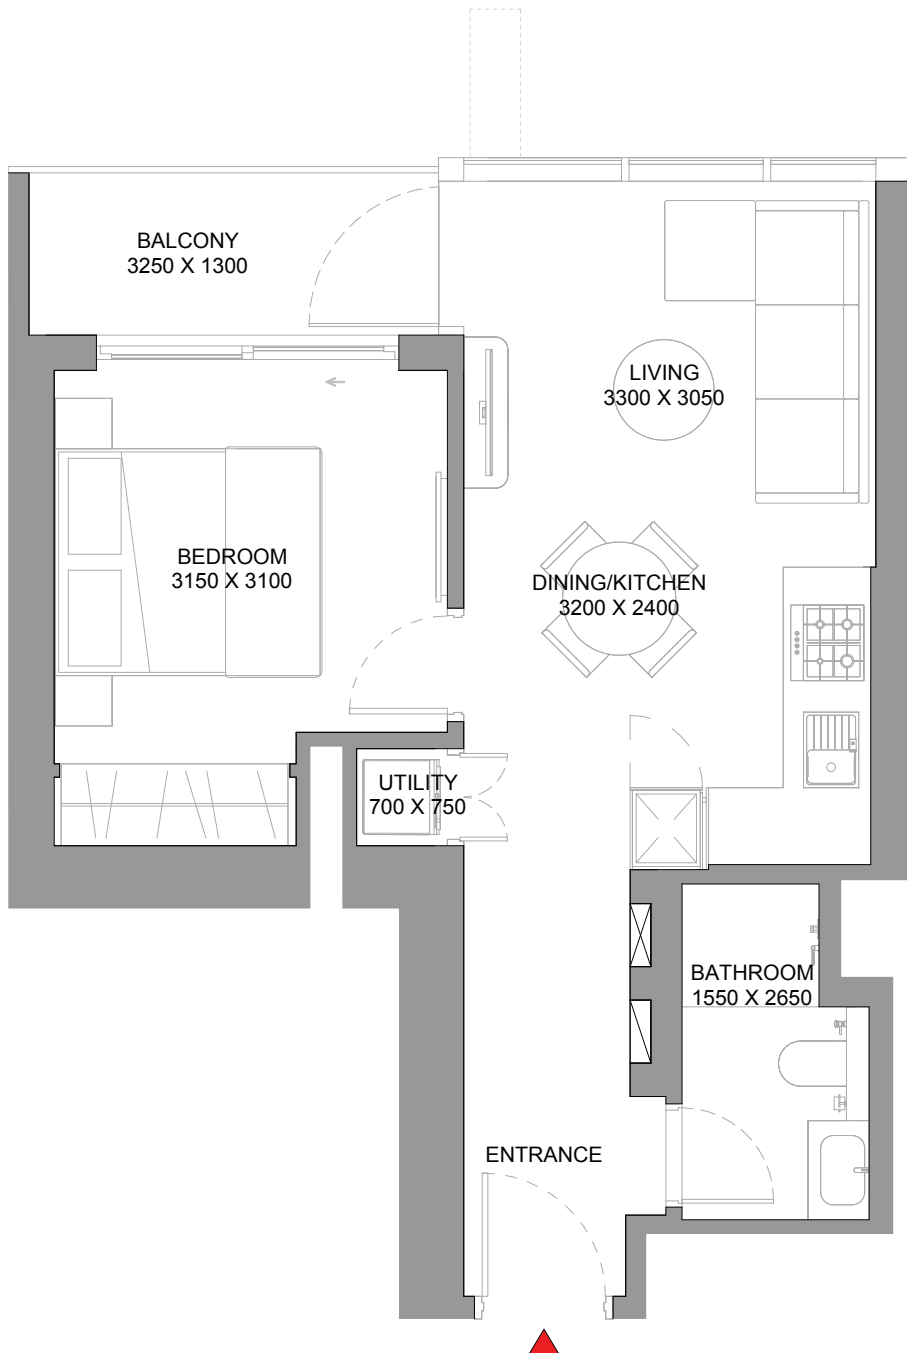 BALCONY
3250 X 1300
LIVING
3300 X 3050
BEDROOM
3150 X 3100
DINING/KITCHEN
3200 X 2400
UTILITY
700 X 750
BATHROOM
1550 X 2650
ENTRANCE